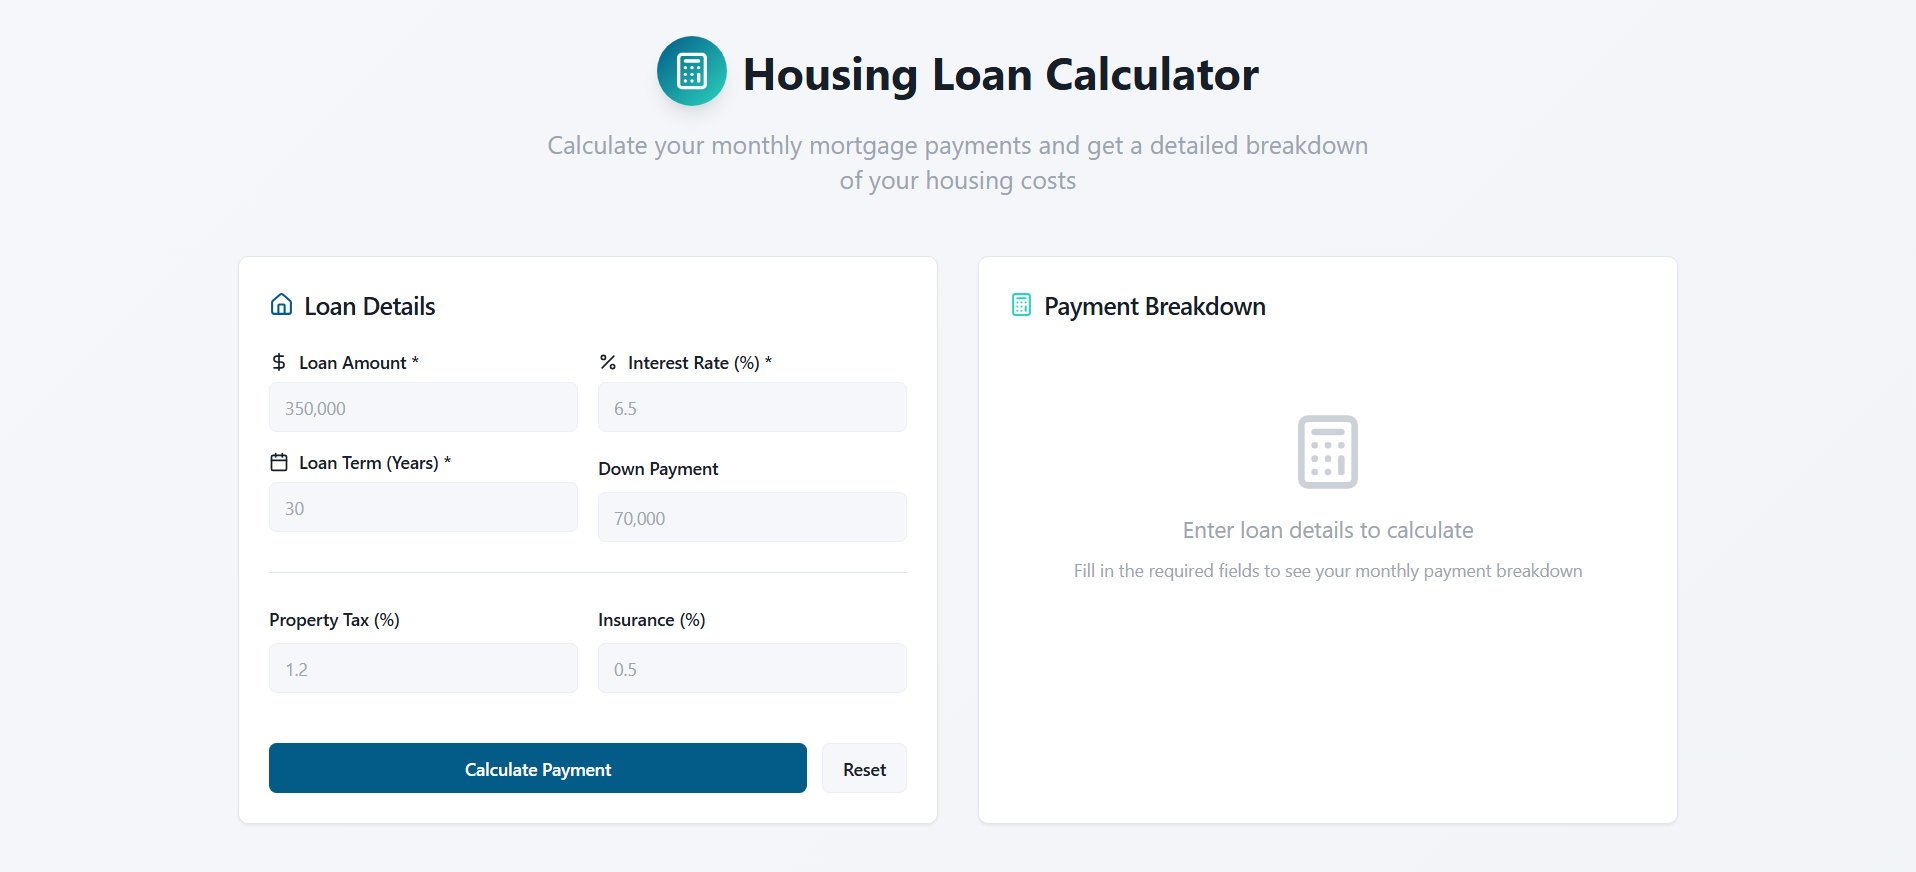 Housing Loan Calculator
Calculate your monthly mortgage payments and get a detailed breakdown
of your housing costs
Loan Details
Loan Amount *
350,000
Interest Rate (%) *
6.5
Loan Term (Years) *
30
Down Payment
70,000
Property Tax (%)
1.2
Insurance (%)
0.5
Calculate Payment
Reset
Payment Breakdown
Enter loan details to calculate
Fill in the required fields to see your monthly payment breakdown